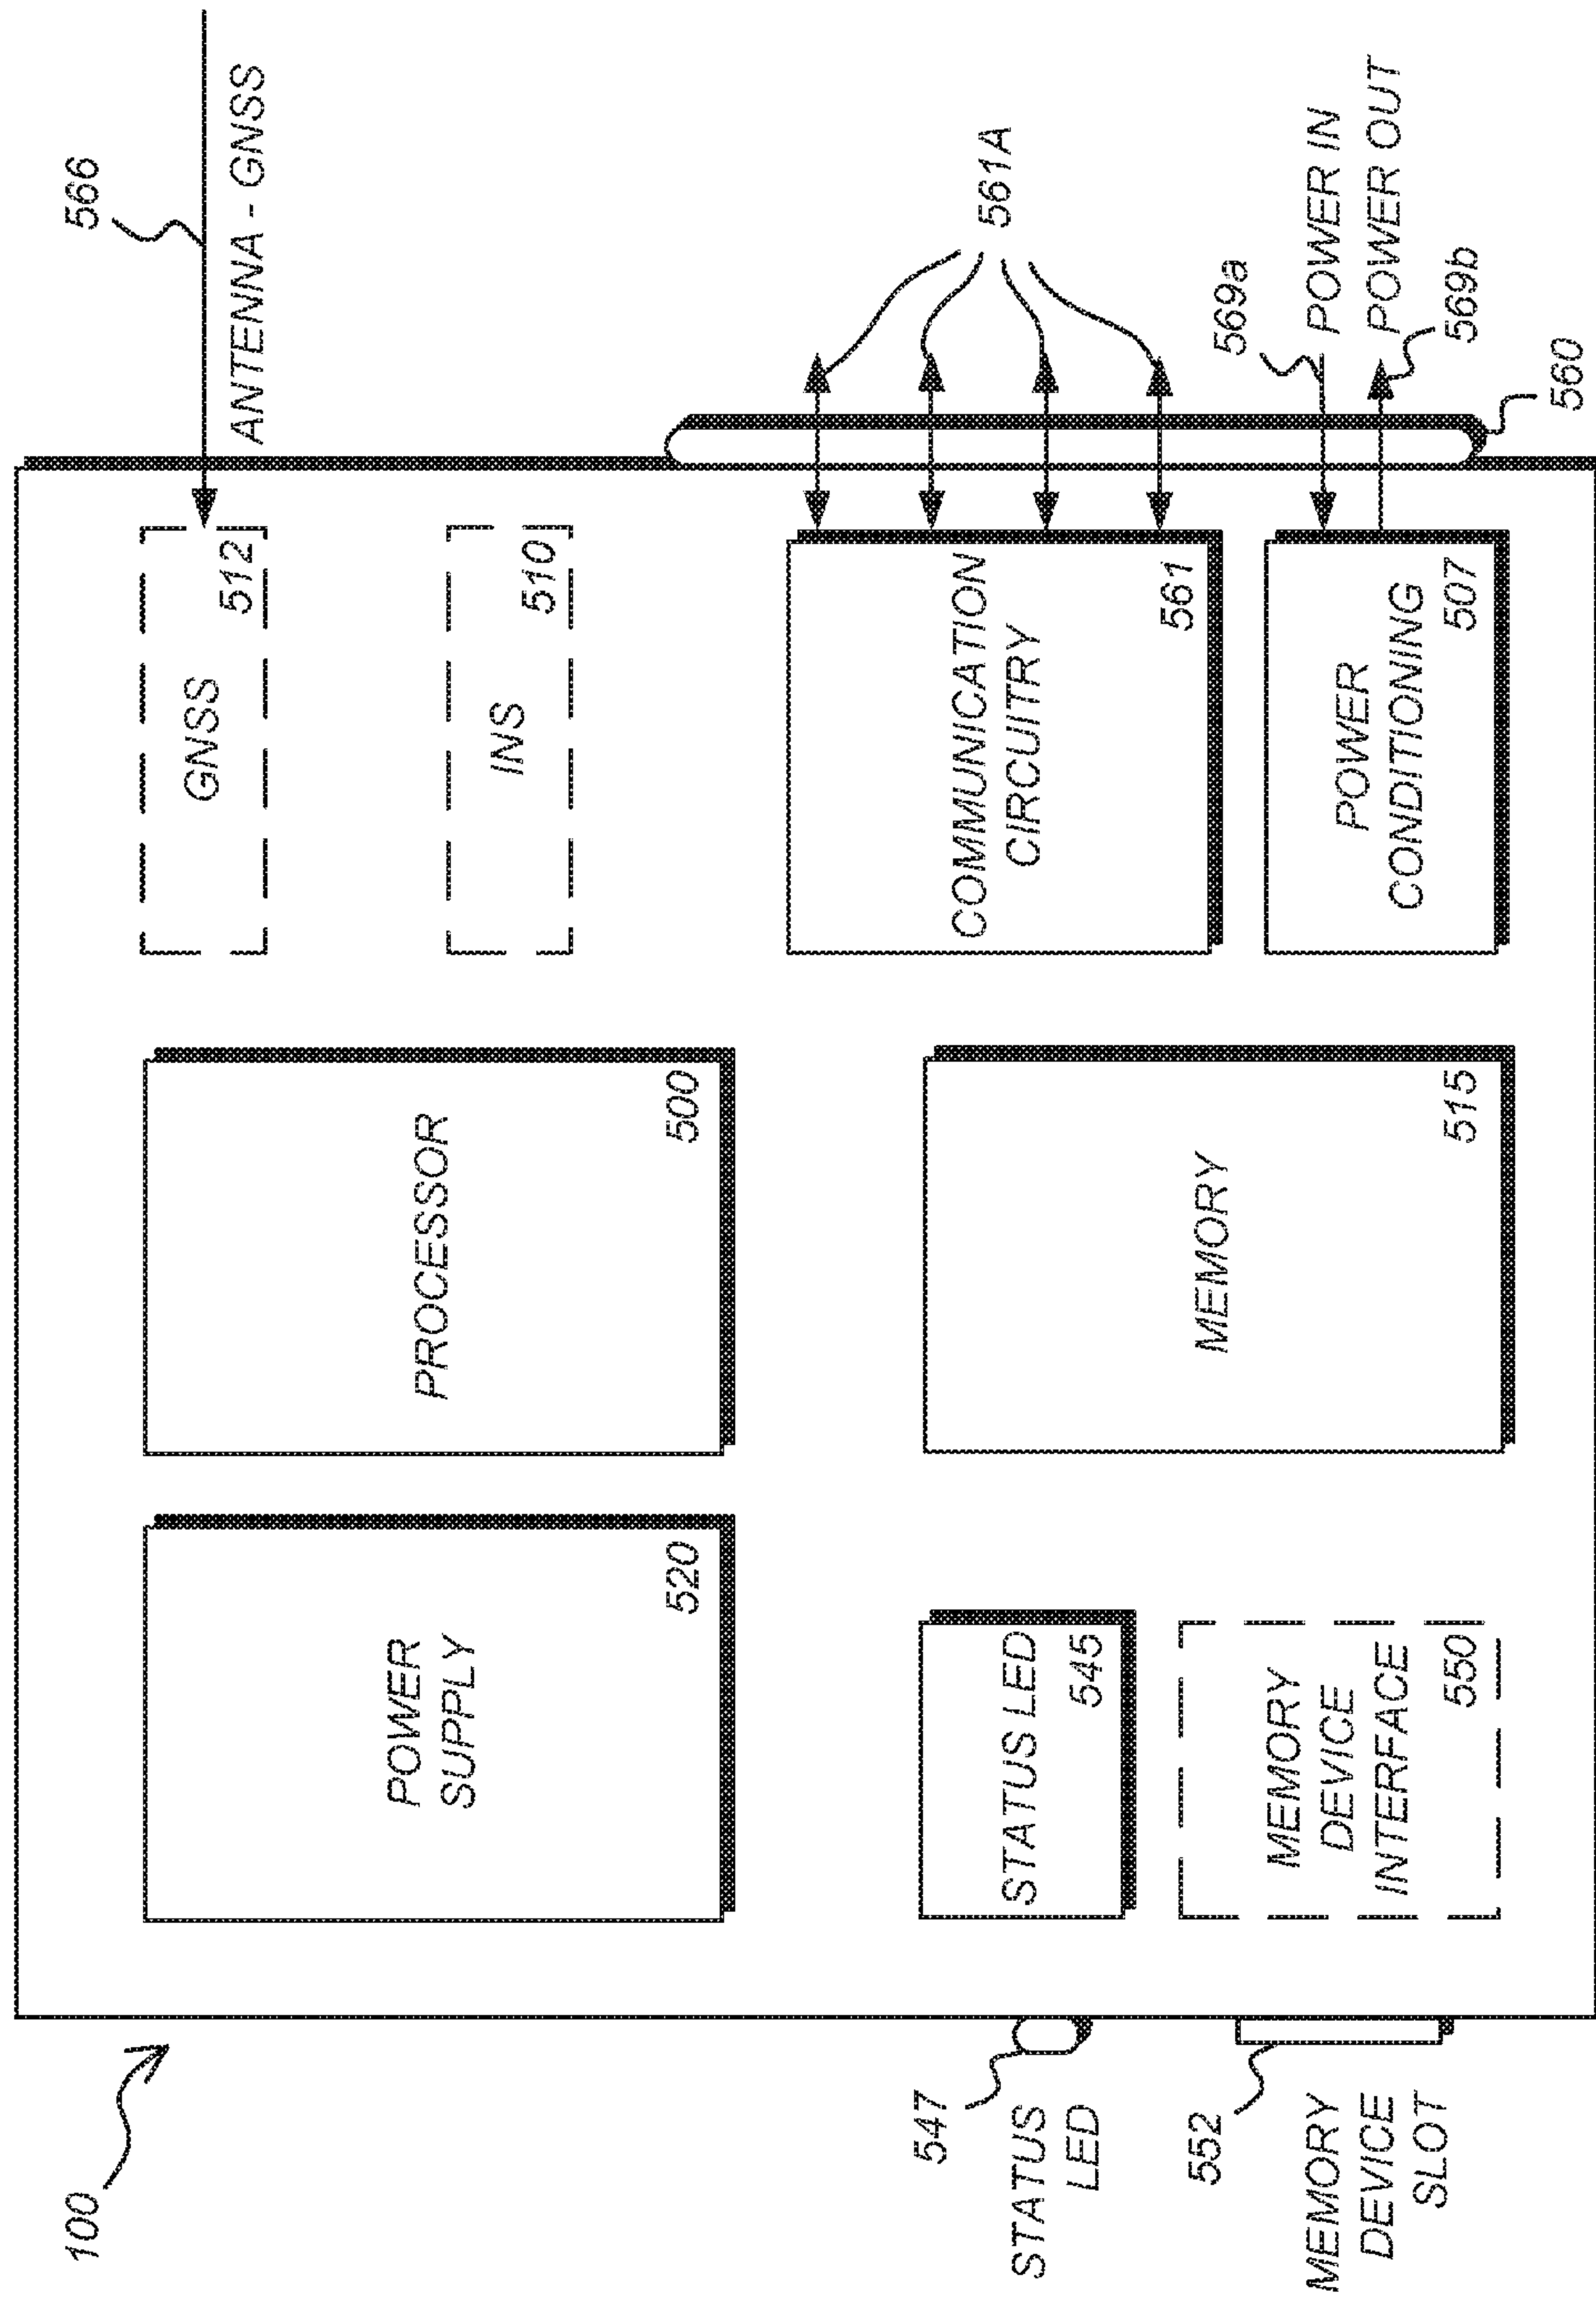 100
566
ANTENNA - GNSS
POWER
SUPPLY
520
PROCESSOR
500
GNSS
512
INS
510
STATUS LED
545
547
STATUS
LED
MEMORY
DEVICE
INTERFACE
550
552
MEMORY
DEVICE
SLOT
MEMORY
515
COMMUNICATION
CIRCUITRY
561
561A
POWER
CONDITIONING
507
569a
POWER IN
POWER OUT
569b
560